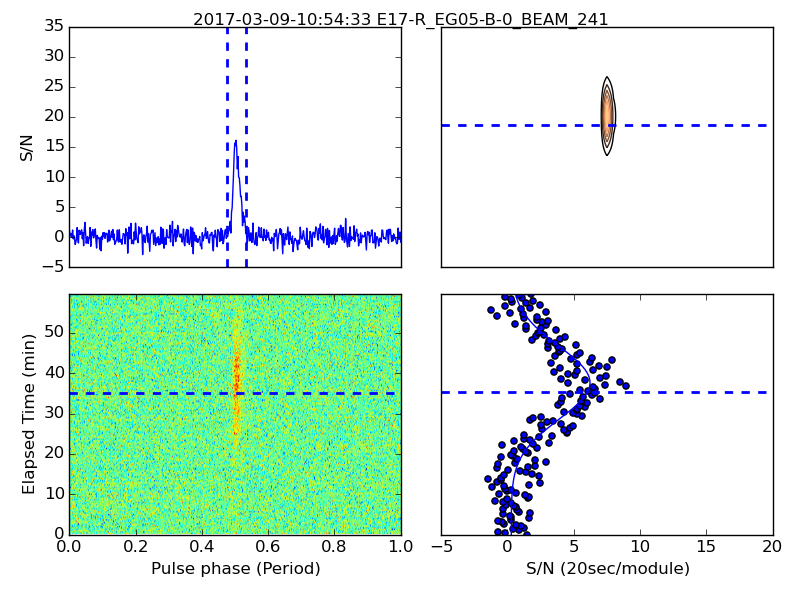 2017-03-09-10:54:33 E17-R_EG05-B-0_BEAM_241
35
30
25
20
15
10
5
0
−5
S/N
50
40
30
20
10
0
Elapsed Time (min)
0.0 0.2 0.4 0.6 0.8 1.0
Pulse phase (Period)
−5 0 5 10 15 20
S/N (20sec/module)